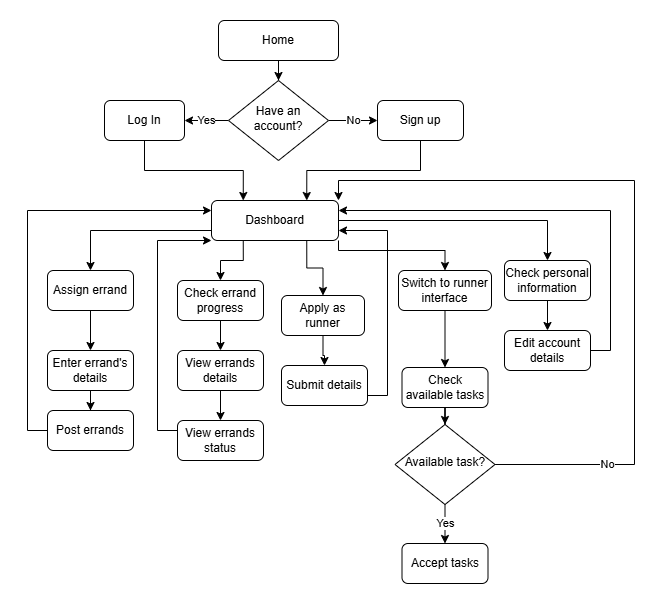 Home
Have an
account?
Yes
No
Log In
Sign up
Dashboard
Assign errand
Enter errand's
details
Post errands
Check errand
progress
View errands
details
View errands
status
Apply as
runner
Submit details
Switch to runner
interface
Check
available tasks
Available task?
No
Yes
Accept tasks
Check personal
information
Edit account
details